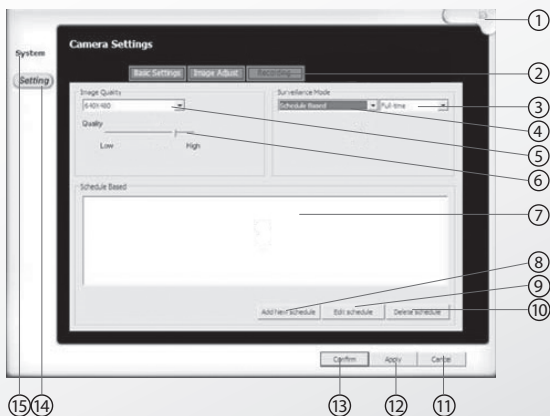 ①
System
Camera Settings
Setting
Basic Settings Image Adjust Recording
②
Image Quality
Surveillance Mode
640X480
Schedule Based
Full-time
③
④
Quality
⑤
Low High
⑥
Schedule Based
⑦
⑧
⑨
Add New schedule Edit schedule Delete schedule
⑩
Confirm Apply Cancel
⑮ ⑭ ⑬ ⑫ ⑪